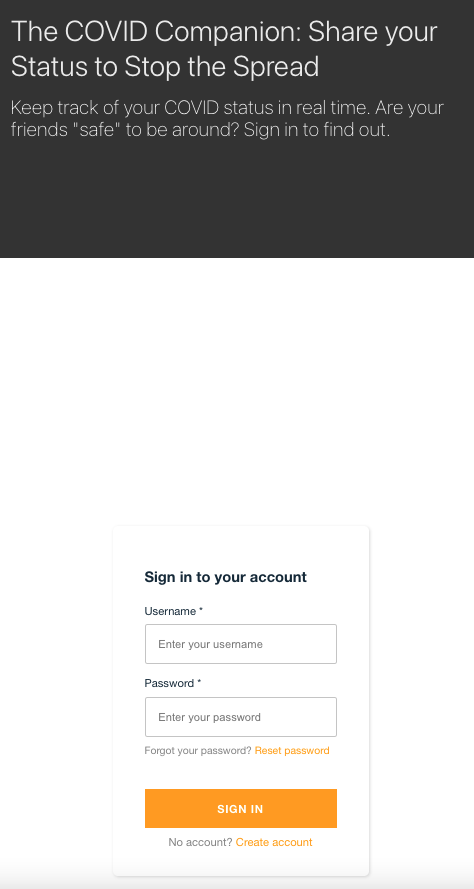 The COVID Companion: Share your
Status to Stop the Spread
Keep track of your COVID status in real time. Are your
friends "safe" to be around? Sign in to find out.
Sign in to your account
Username *
Enter your username
Password *
Enter your password
Forgot your password? Reset password
SIGN IN
No account? Create account